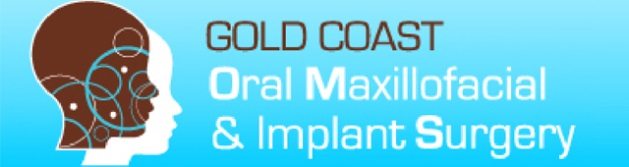 GOLD COAST
Oral Maxillofacial
& Implant Surgery